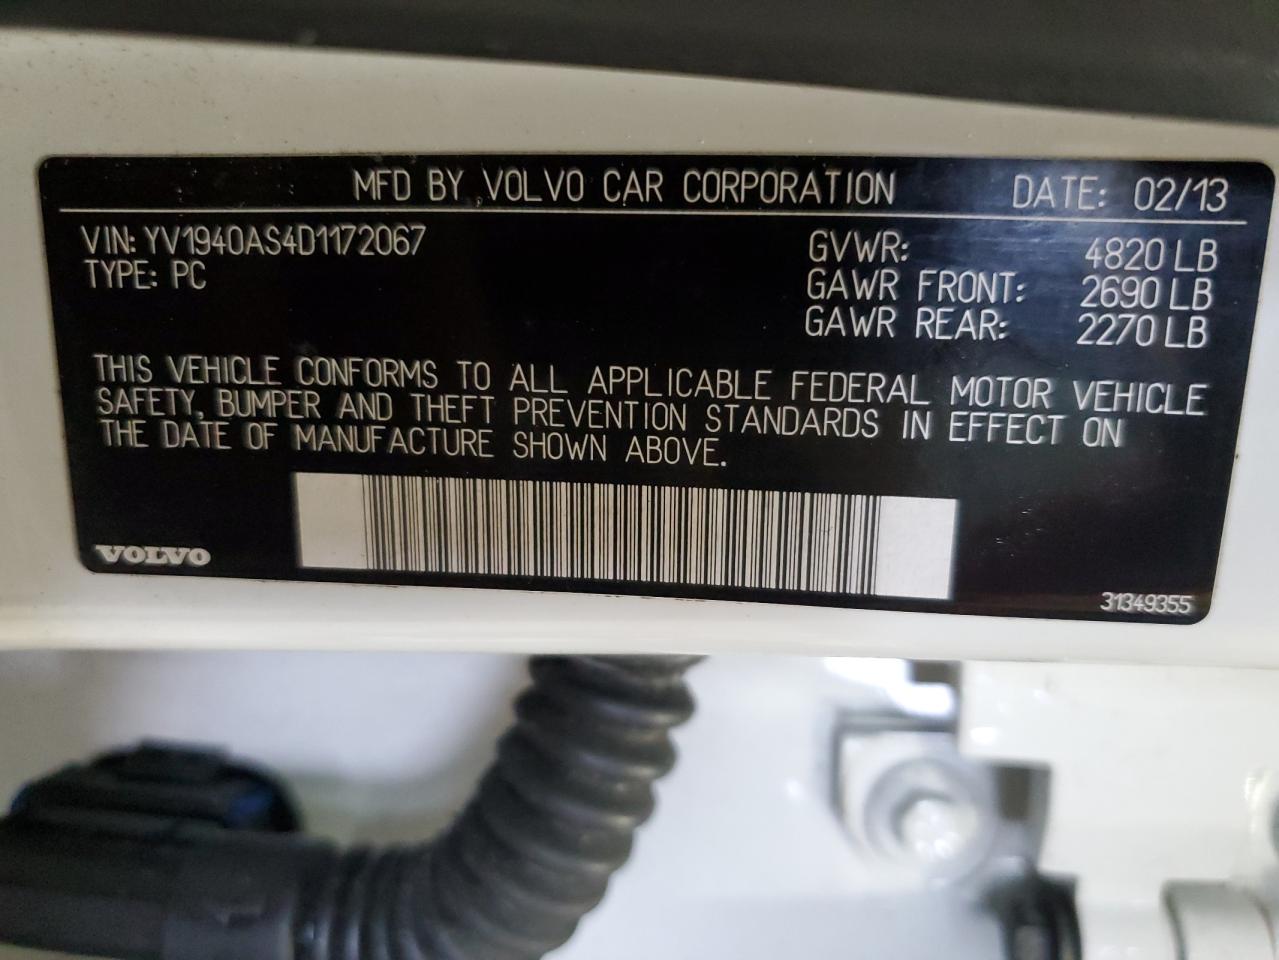 MFD BY VOLVO CAR CORPORATION DATE: 02/13
VIN: YV1940AS4D1172067
TYPE: PC
GVWR: 4820 LB
GAWR FRONT: 2690 LB
GAWR REAR: 2270 LB
THIS VEHICLE CONFORMS TO ALL APPLICABLE FEDERAL MOTOR VEHICLE
SAFETY, BUMPER AND THEFT PREVENTION STANDARDS IN EFFECT ON
THE DATE OF MANUFACTURE SHOWN ABOVE.
VOLVO
31349355